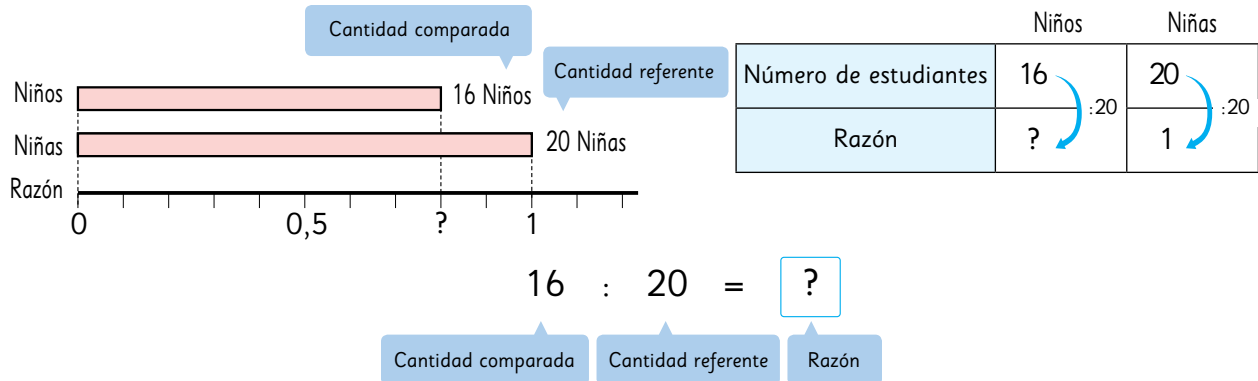 Cantidad comparada
Cantidad referente
Niños 16 Niños
Niñas 20 Niñas
Razón
0 0,5 ? 1
Niños Niñas
Número de estudiantes 16 :20 20 :20
Razón ? 1
16 : 20 = ?
Cantidad comparada Cantidad referente Razón